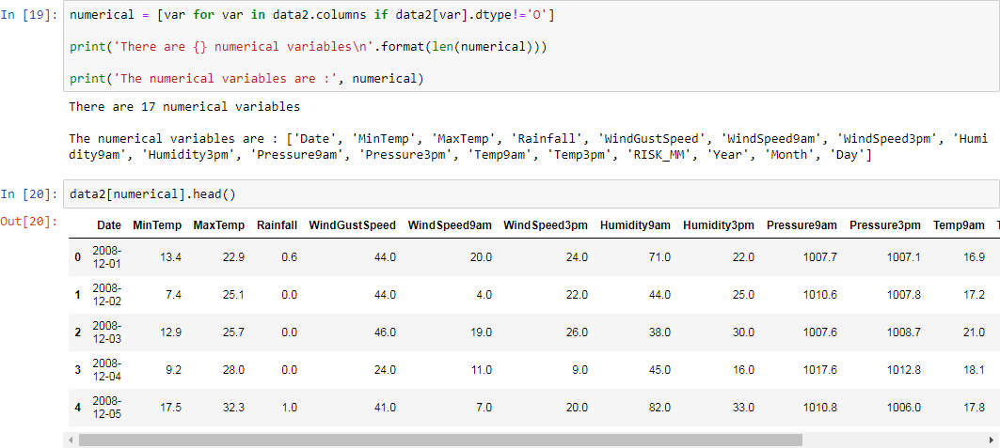 In [19]: numerical = [var for var in data2.columns if data2[var].dtype!='O']
print('There are {} numerical variables\n'.format(len(numerical)))
print('The numerical variables are :', numerical)
There are 17 numerical variables
The numerical variables are : ['Date', 'MinTemp', 'MaxTemp', 'Rainfall', 'WindGustSpeed', 'WindSpeed9am', 'WindSpeed3pm', 'Humi
dity9am', 'Humidity3pm', 'Pressure9am', 'Pressure3pm', 'Temp9am', 'Temp3pm', 'RISK_MM', 'Year', 'Month', 'Day']
In [20]: data2[numerical].head()
Out[20]:
Date MinTemp MaxTemp Rainfall WindGustSpeed WindSpeed9am WindSpeed3pm Humidity9am Humidity3pm Pressure9am Pressure3pm Temp9am
0 2008-12-01 13.4 22.9 0.6 44.0 20.0 24.0 71.0 22.0 1007.7 1007.1 16.9
1 2008-12-02 7.4 25.1 0.0 44.0 4.0 22.0 44.0 25.0 1010.6 1007.8 17.2
2 2008-12-03 12.9 25.7 0.0 46.0 19.0 26.0 38.0 30.0 1007.6 1008.7 21.0
3 2008-12-04 9.2 28.0 0.0 24.0 11.0 9.0 45.0 16.0 1017.6 1012.8 18.1
4 2008-12-05 17.5 32.3 1.0 41.0 7.0 20.0 82.0 33.0 1010.8 1006.0 17.8